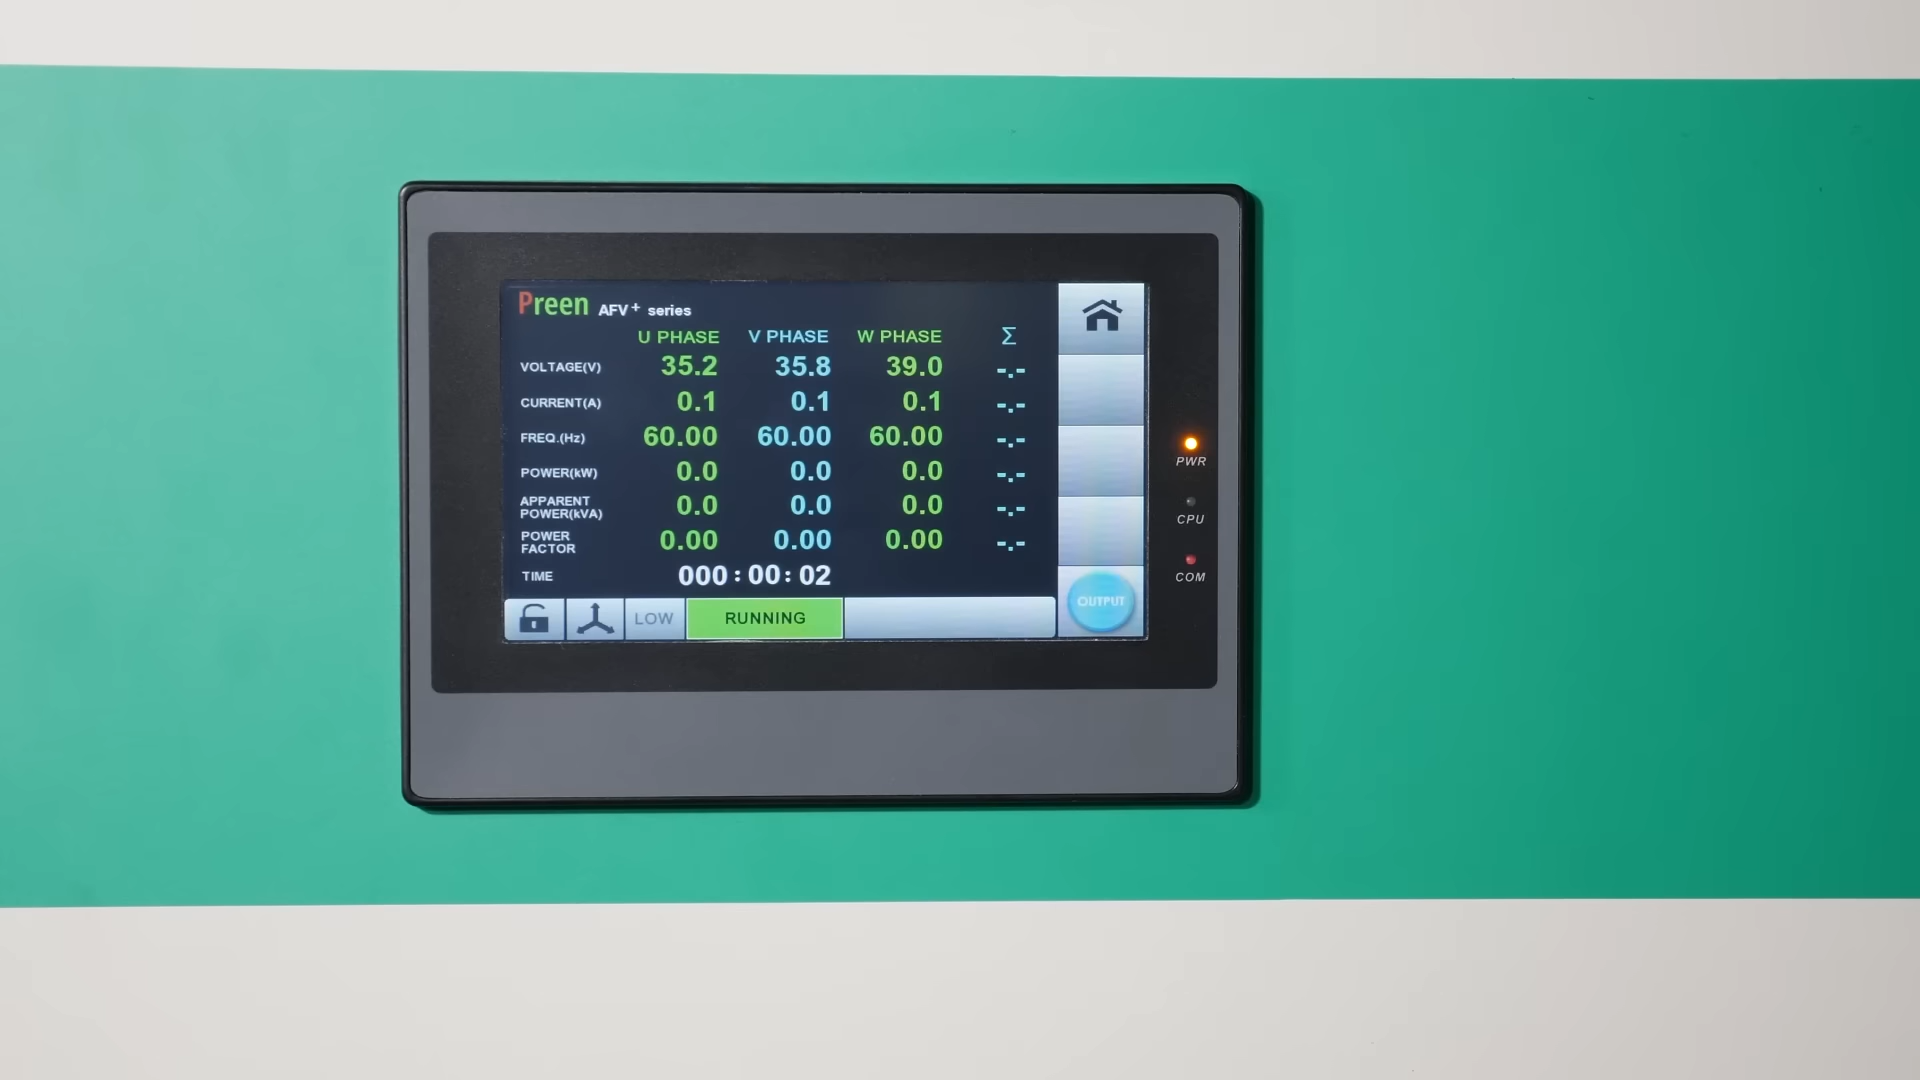 Preen AFV+ series
U PHASE V PHASE W PHASE Σ
VOLTAGE(V) 35.2 35.8 39.0 -.-
CURRENT(A) 0.1 0.1 0.1 -.-
FREQ.(Hz) 60.00 60.00 60.00 -.-
POWER(kW) 0.0 0.0 0.0 -.-
APPARENT
POWER(kVA) 0.0 0.0 0.0 -.-
POWER
FACTOR 0.00 0.00 0.00 -.-
TIME 000:00:02
LOW RUNNING
OUTPUT
PWR
CPU
COM